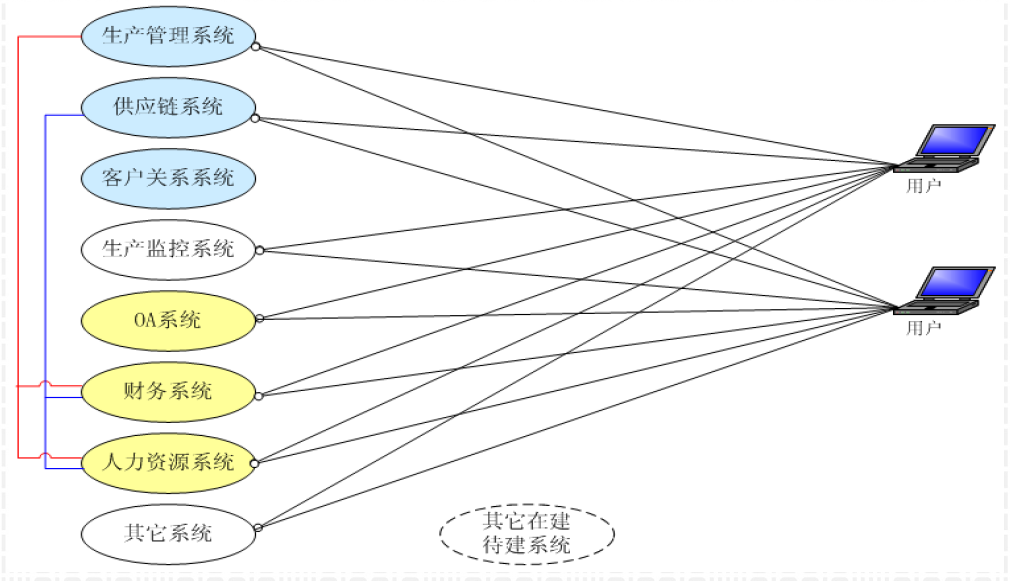 生产管理系统
供应链系统
客户关系系统
生产监控系统
OA系统
财务系统
人力资源系统
其它系统
用户
用户
其它在建
待建系统